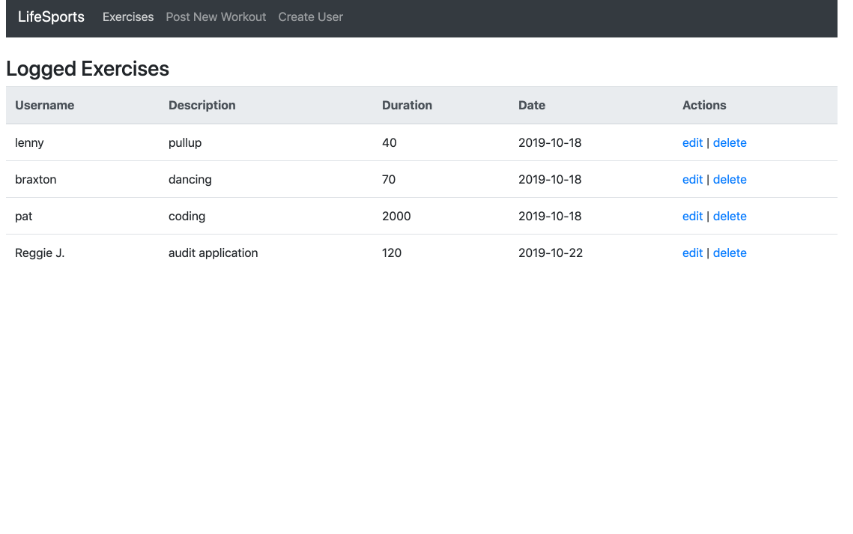 LifeSports Exercises Post New Workout Create User
Logged Exercises
Username Description Duration Date Actions
lenny pullup 40 2019-10-18 edit | delete
braxton dancing 70 2019-10-18 edit | delete
pat coding 2000 2019-10-18 edit | delete
Reggie J. audit application 120 2019-10-22 edit | delete